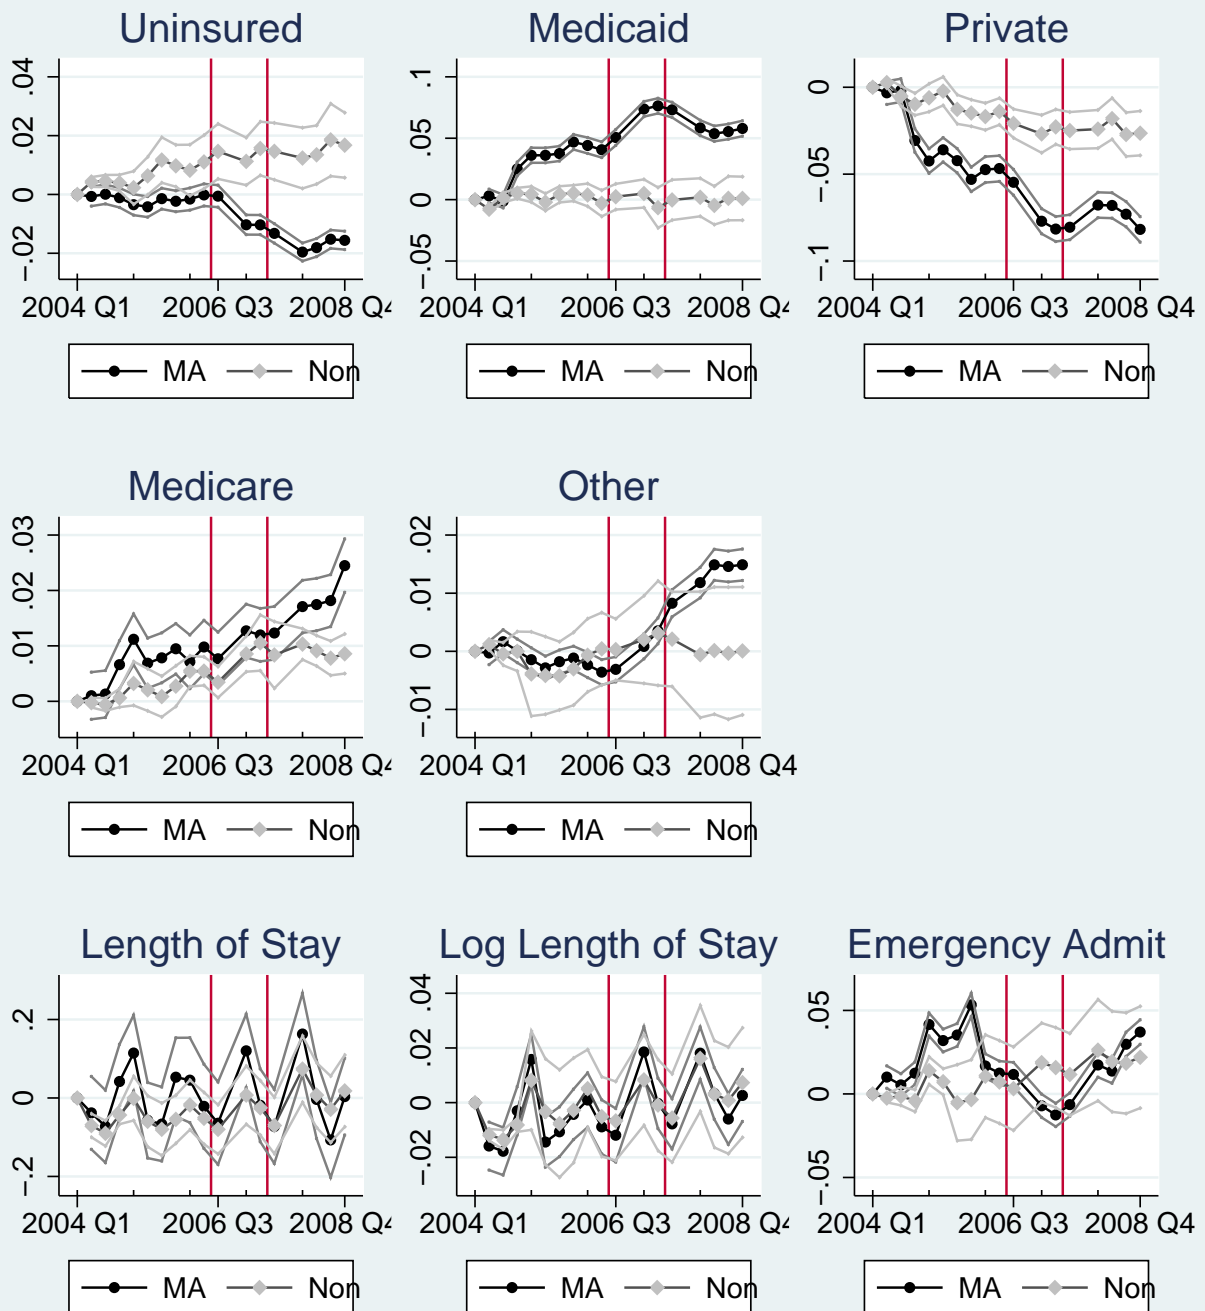 Uninsured
.04
.02
0
-.02
2004 Q1 2006 Q3 2008 Q4
MA Non
Medicaid
.1
.05
0
-.05
2004 Q1 2006 Q3 2008 Q4
MA Non
Private
0
-.05
-.1
2004 Q1 2006 Q3 2008 Q4
MA Non
Medicare
.03
.02
.01
0
2004 Q1 2006 Q3 2008 Q4
MA Non
Other
.02
.01
0
-.01
2004 Q1 2006 Q3 2008 Q4
MA Non
Length of Stay
.2
0
-.2
2004 Q1 2006 Q3 2008 Q4
MA Non
Log Length of Stay
.04
.02
0
-.02
2004 Q1 2006 Q3 2008 Q4
MA Non
Emergency Admit
.05
0
-.05
2004 Q1 2006 Q3 2008 Q4
MA Non